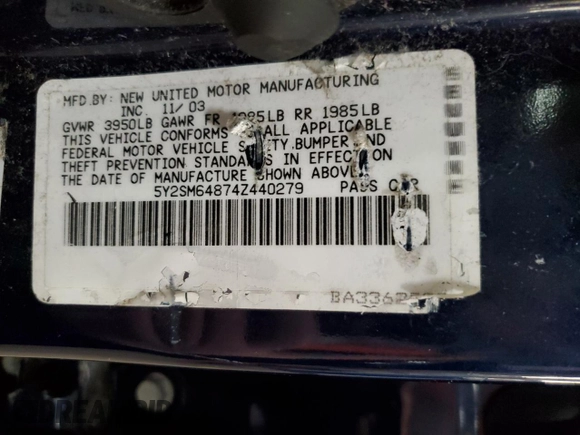 MFD.BY: NEW UNITED MOTOR MANUFACTURING
INC. 11/03
GVWR 3950LB GAWR FR 1985LB RR 1985LB
THIS VEHICLE CONFORMS ALL APPLICABLE
FEDERAL MOTOR VEHICLE BUMPER AND
THEFT PREVENTION STANDARDS IN EFFECT ON
THE DATE OF MANUFACTURE SHOWN ABOVE
5Y2SM64874Z440279 PASS CAR